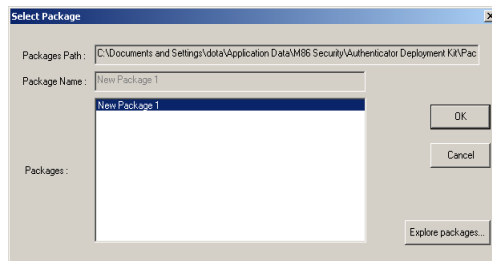 Select Package
Packages Path : C:\Documents and Settings\dota\Application Data\M86 Security\Authenticator Deployment Kit\Pac
Package Name : New Package 1
New Package 1
OK
Cancel
Packages :
Explore packages...